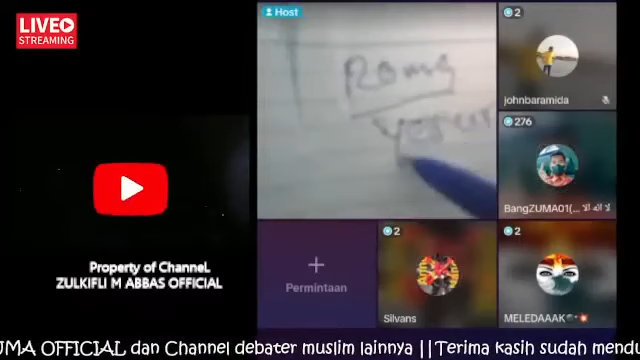 LIVE
STREAMING
Host
Roma
2
johnbaramida
276
BangZUMA01(...
Property of Channel.
ZULKIFLI M ABBAS OFFICIAL
+
Permintaan
2
Silvans
2
MELEDAAAK
UMA OFFICIAL dan Channel debater muslim lainnya ||Terima kasih sudah mendu